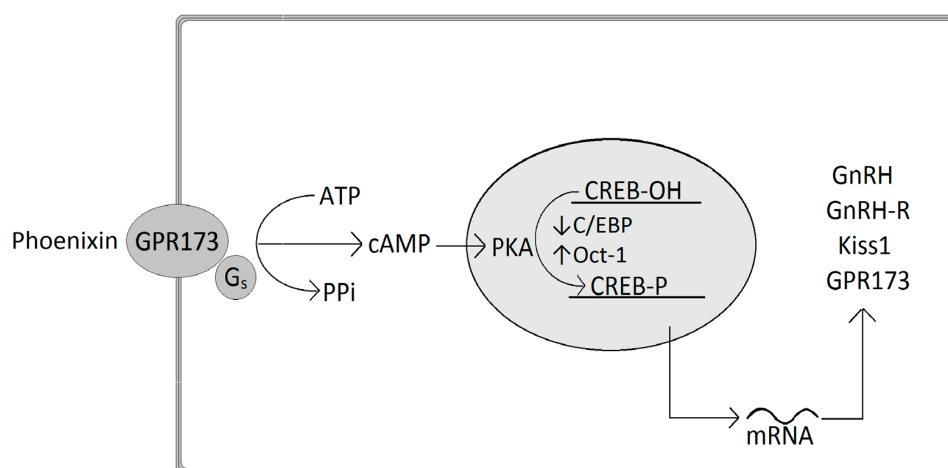 Phoenixin
GPR173
Gs
ATP
cAMP
PPi
PKA
CREB-OH
↓C/EBP
↑Oct-1
CREB-P
mRNA
GnRH
GnRH-R
Kiss1
GPR173